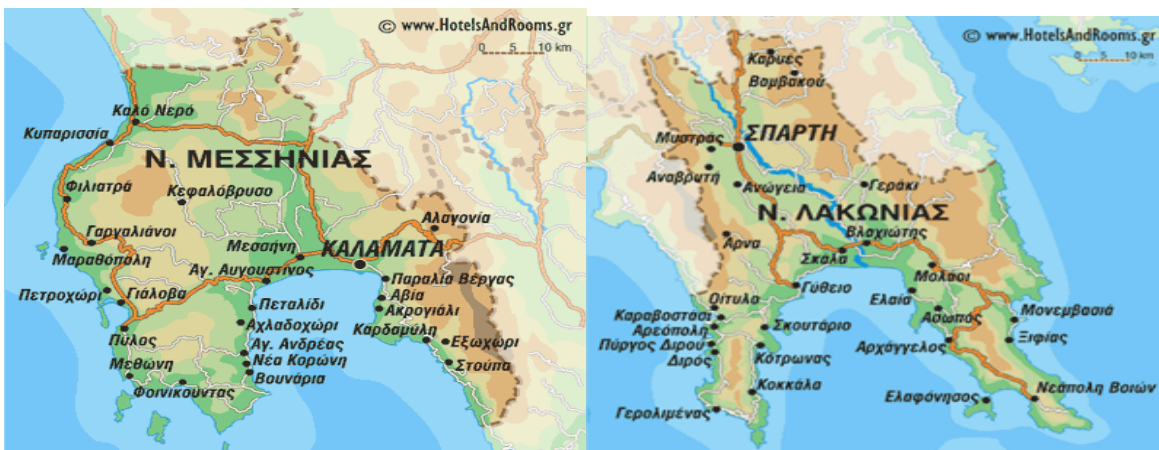 © www.HotelsAndRooms.gr
0 5 10 km
Καλό Νερό
Κυπαρισσία
Ν. ΜΕΣΣΗΝΙΑΣ
Φιλιατρά
Κεφαλόβρυσο
Αλαγονία
Γαργαλιάνοι
Μεσσήνη
ΚΑΛΑΜΑΤΑ
Μαραθόπολη
Αγ. Αυγουστίνος
Παραλία Βέργας
Πετροχώρι
Γιάλοβα
Πεταλίδι
Αβία
Ακρογιάλι
Αχλαδοχώρι
Καρδαμύλη
Πύλος
Αγ. Ανδρέας
Εξωχώρι
Μεθώνη
Νέα Κορώνη
Στούπα
Βουνάρια
Φοινικούντας
© www.HotelsAndRooms.gr
0 5 10 km
Καρυές
Βαμβακού
ΣΠΑΡΤΗ
Μυστράς
Αναβρυτή
Ανώγεια
Γεράκι
Ν. ΛΑΚΩΝΙΑΣ
Άρνα
Βλαχιώτης
Σκάλα
Μολάοι
Γύθειο
Ελαία
Οίτυλο
Καραβοστάσι
Ασωπός
Μονεμβασιά
Αρεόπολη
Σκουτάριο
Πύργος Διρού
Αρχάγγελος
Ξιφίας
Διρός
Κότρωνας
Κοκκάλα
Νεάπολη Βοιών
Ελαφόνησος
Γερολιμένας